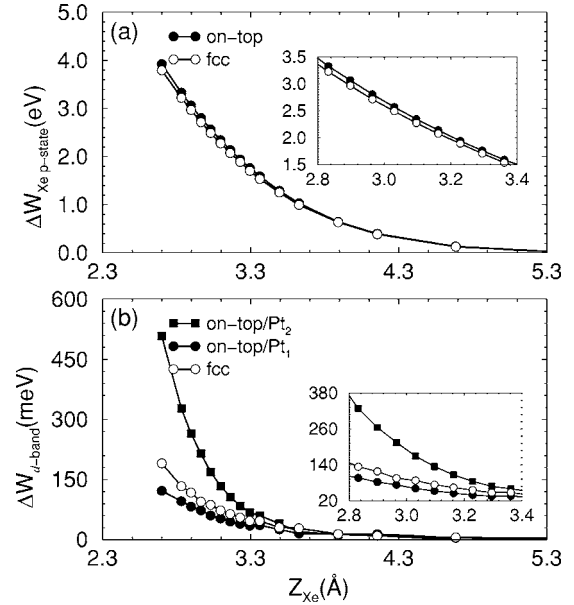 (a)
on-top
fcc
5.0
4.0
3.0
2.0
1.0
0.0
ΔW Xe p−state (eV)
3.5
3.0
2.5
2.0
1.5
2.8 3.0 3.2 3.4
2.3 3.3 4.3 5.3
(b)
on-top/Pt₂
on-top/Pt₁
fcc
600
450
300
150
0
ΔW d−band (meV)
380
260
140
20
2.8 3.0 3.2 3.4
2.3 3.3 4.3 5.3
Z Xe (Å)